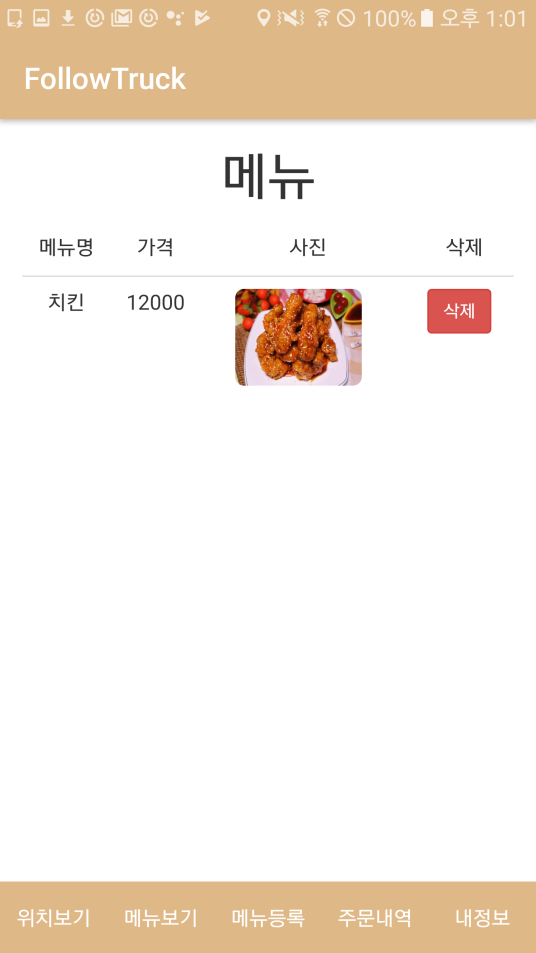 100% 오후 1:01
FollowTruck
메뉴
메뉴명 가격 사진 삭제
치킨 12000 삭제
위치보기 메뉴보기 메뉴등록 주문내역 내정보